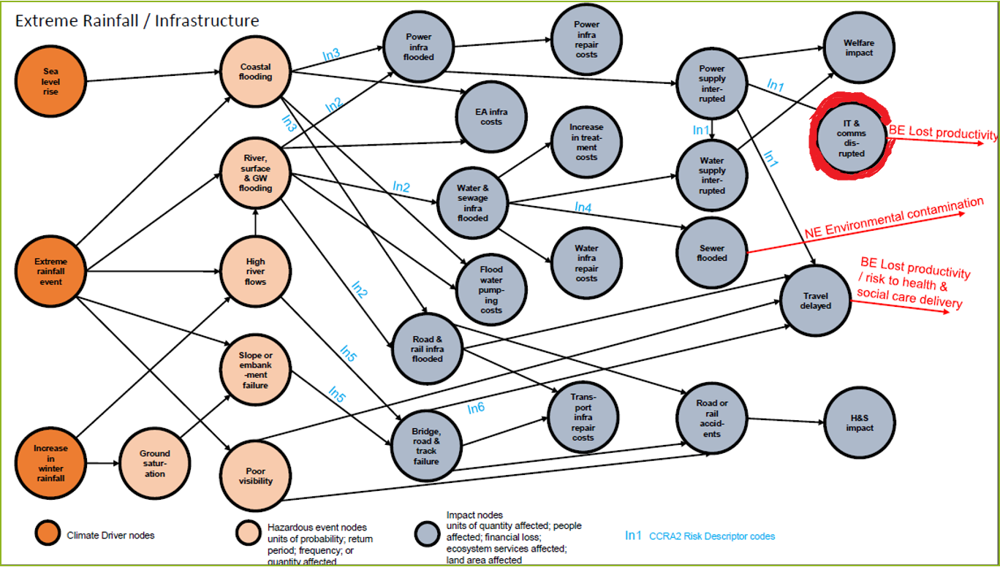 Extreme Rainfall / Infrastructure
Sea
level
rise
Coastal
flooding
In3
Power
infra
flooded
Power
infra
repair
costs
Power
supply
inter-
rupted
Welfare
impact
In1
In2
In3
EA infra
costs
IT &
comms
dis-
rupted
BE Lost productivity
Increase
in treat-
ment
costs
In1
In1
River,
surface
& GW
flooding
In2
Water &
sewage
infra
flooded
Water
supply
inter-
rupted
In4
NE Environmental contamination
Extreme
rainfall
event
High
river
flows
Water
infra
repair
costs
Sewer
flooded
In2
Flood
water
pump-
ing
costs
BE Lost productivity
/ risk to health &
social care delivery
Travel
delayed
Slope or
embank
-ment
failure
In5
Road &
rail infra
flooded
In5
In6
Trans-
port
infra
repair
costs
Road or
rail
accid-
ents
H&S
impact
Increase
in
winter
rainfall
Ground
satur-
ation
Poor
visibility
Bridge,
road &
track
failure
Climate Driver nodes
Hazardous event nodes
units of probability; return
period; frequency; or
quantity affected
Impact nodes
units of quantity affected; people
affected; financial loss;
ecosystem services affected;
land area affected
In1 CCRA2 Risk Descriptor codes